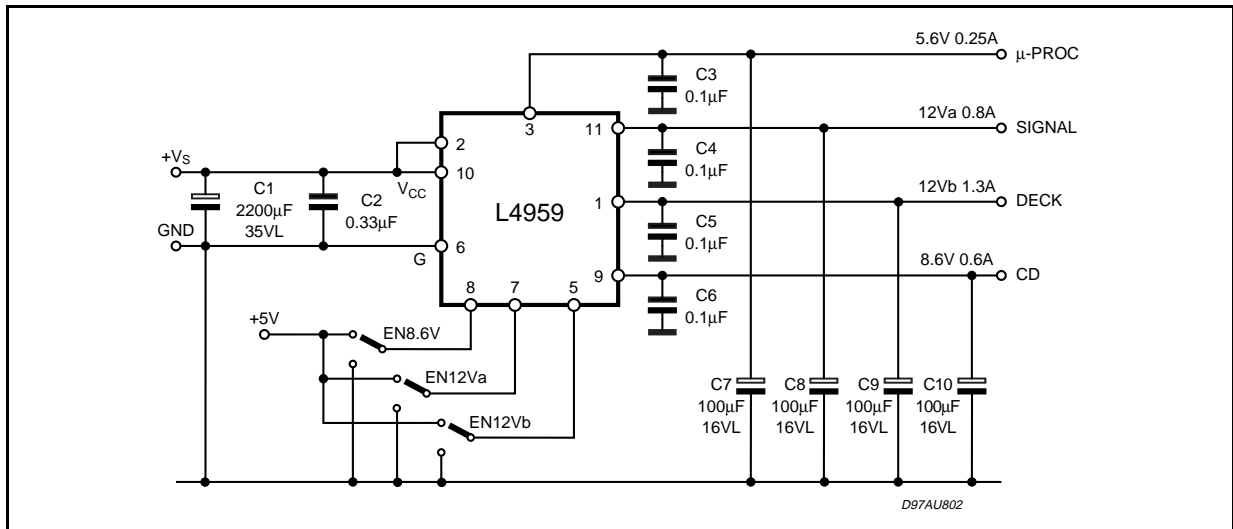 5.6V 0.25A
μ-PROC
C3
0.1μF
3
12Va 0.8A
11
SIGNAL
2
C4
0.1μF
+VS
10
C1
2200μF
35VL
C2
0.33μF
VCC
L4959
12Vb 1.3A
1
DECK
GND
C5
0.1μF
6
G
8.6V 0.6A
9
CD
8
7
5
C6
0.1μF
+5V
EN8.6V
EN12Va
EN12Vb
C7
100μF
16VL
C8
100μF
16VL
C9
100μF
16VL
C10
100μF
16VL
D97AU802